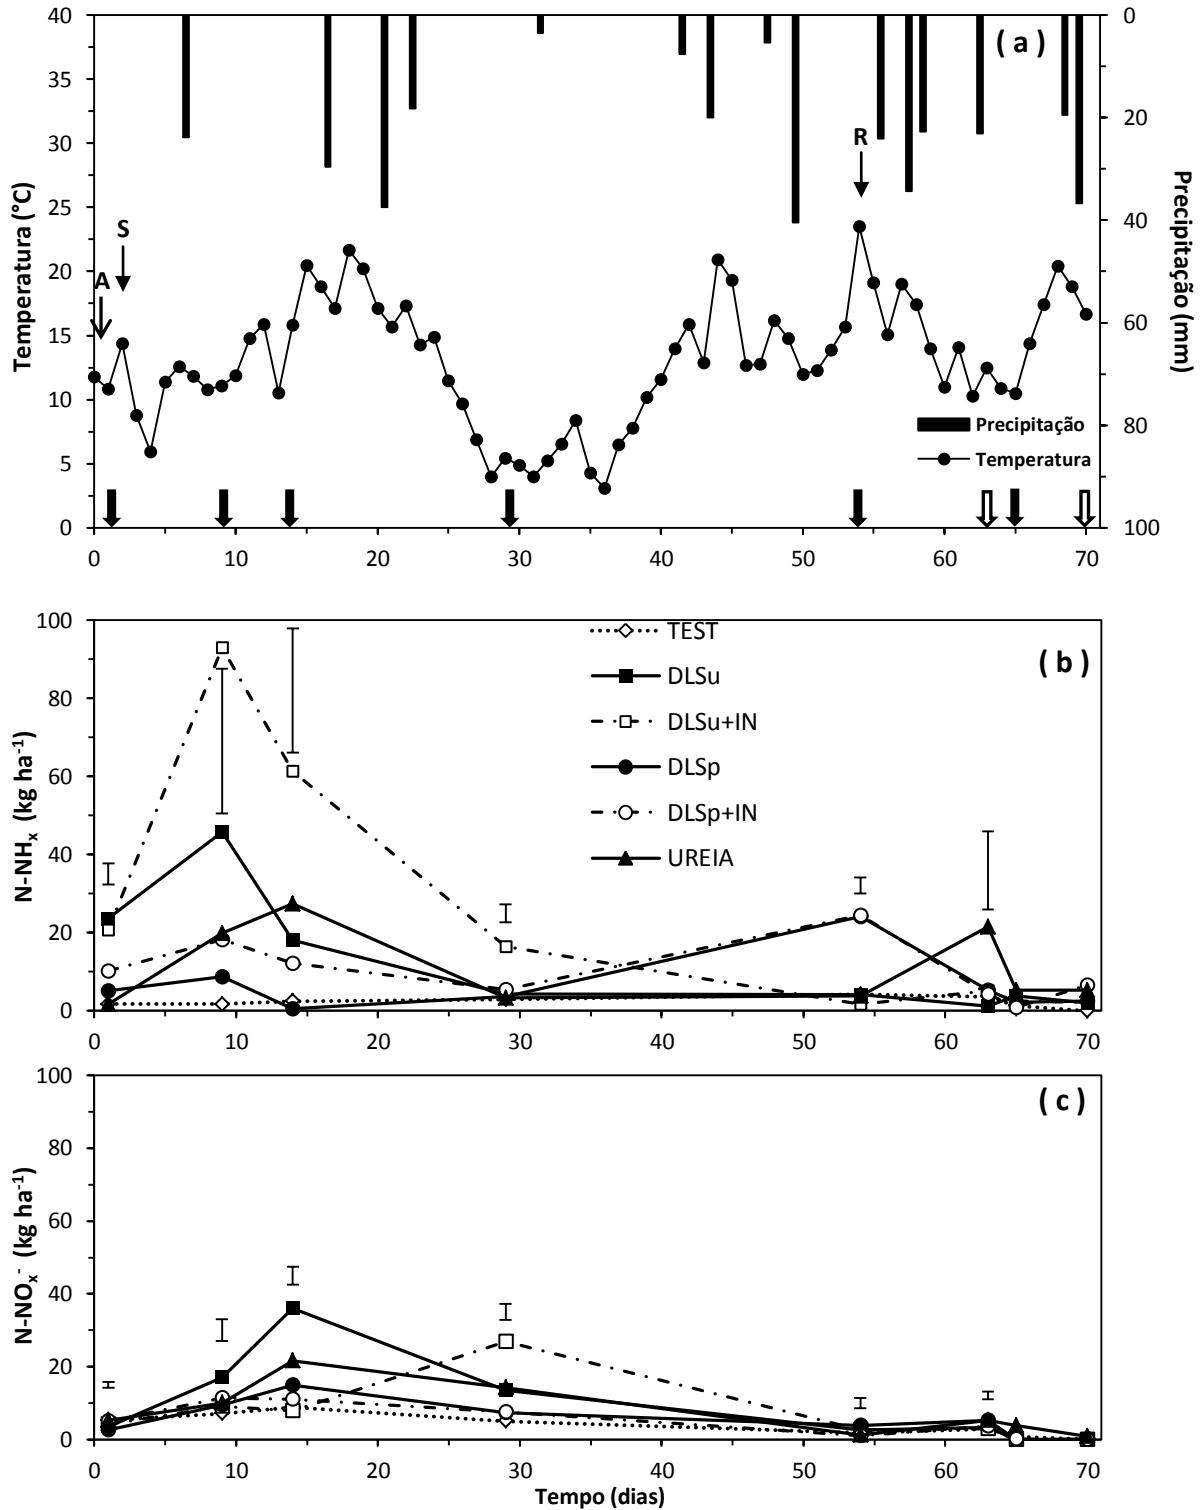 ( a )
40
35
30
25
20
15
10
5
0
Temperatura (°C)
0
20
40
60
80
100
Precipitação (mm)
A
S
R
Precipitação
Temperatura
0
10
20
30
40
50
60
70
( b )
100
80
60
40
20
0
N-NHx (kg ha-1)
TEST
DLSu
DLSu+IN
DLSp
DLSp+IN
UREIA
0
10
20
30
40
50
60
70
( c )
100
80
60
40
20
0
N-NOx- (kg ha-1)
0
10
20
30
40
50
60
70
Tempo (dias)